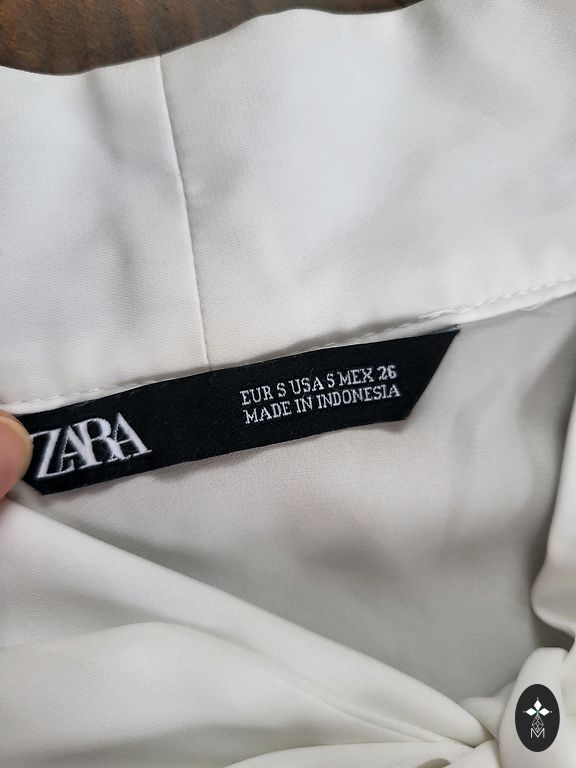 ZARA
EUR S USA S MEX 26
MADE IN INDONESIA